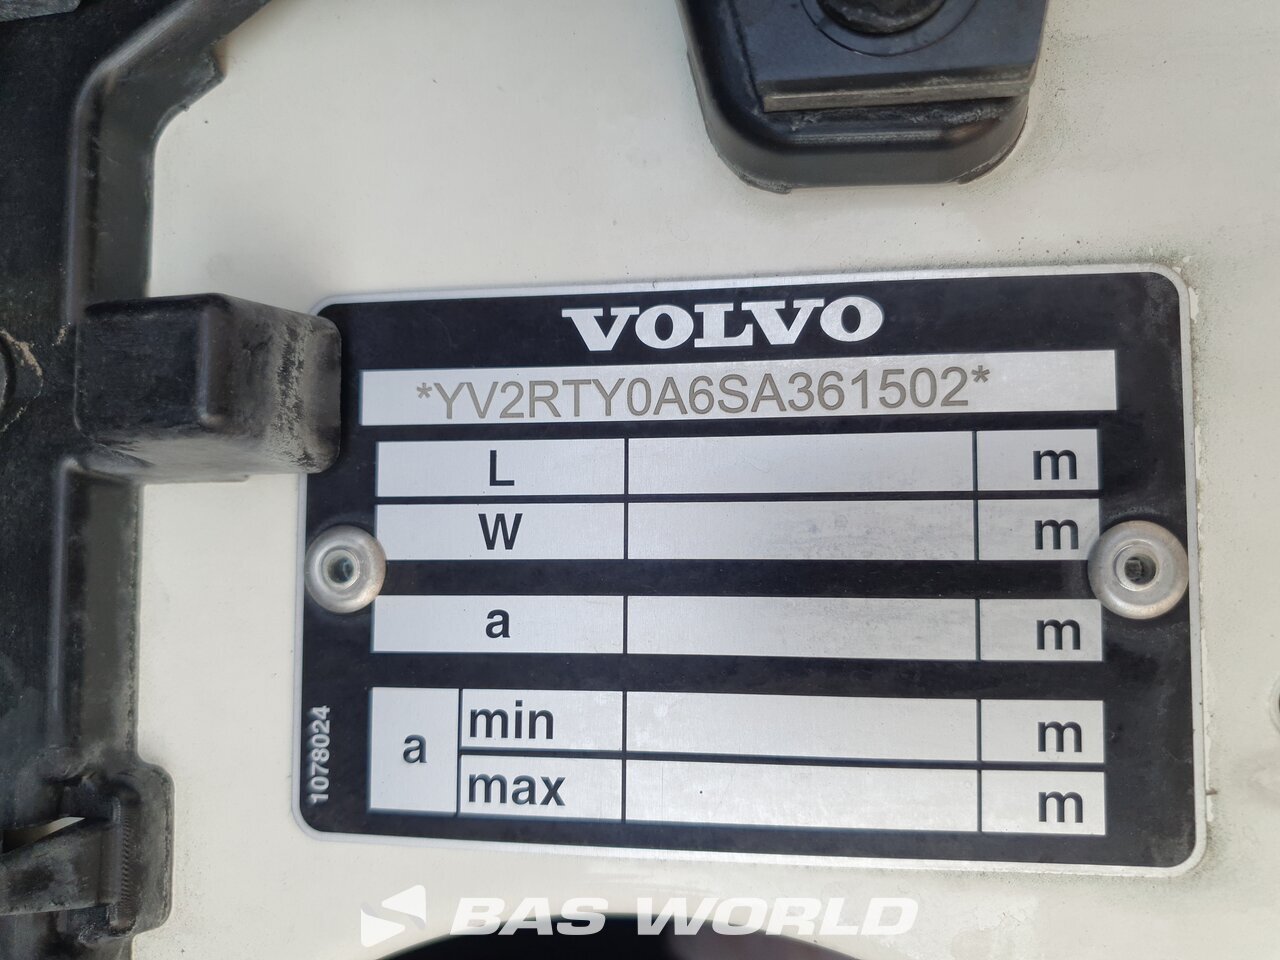 VOLVO
*YV2RTY0A6SA361502*
L m
W m
a m
a min m
max m
1078024
BAS WORLD